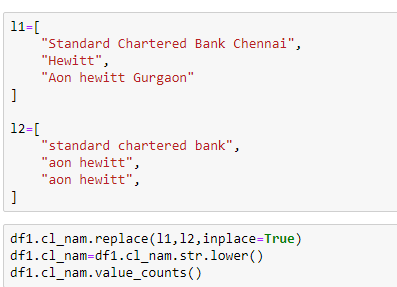 l1=[
"Standard Chartered Bank Chennai",
"Hewitt",
"Aon hewitt Gurgaon"
]
l2=[
"standard chartered bank",
"aon hewitt",
"aon hewitt",
]
df1.cl_nam.replace(l1,l2,inplace=True)
df1.cl_nam=df1.cl_nam.str.lower()
df1.cl_nam.value_counts()